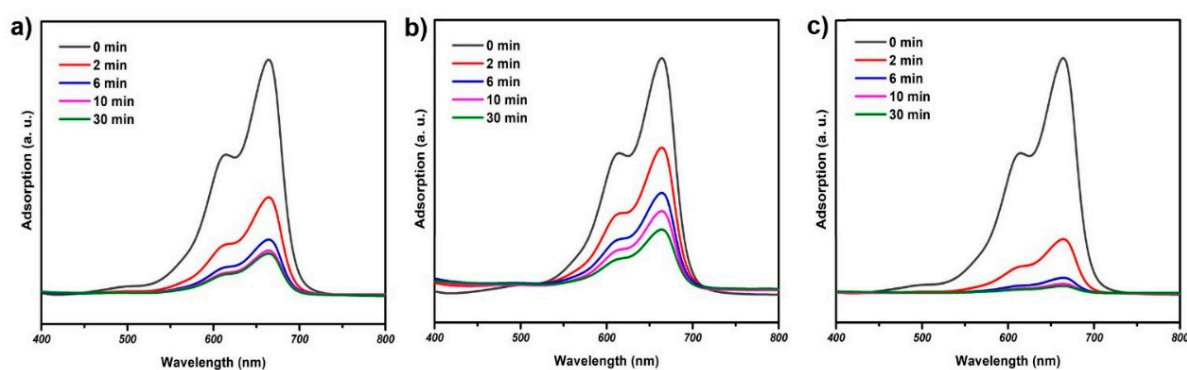 a)
0 min
2 min
6 min
10 min
30 min
Adsorption (a. u.)
400 500 600 700 800
Wavelength (nm)
b)
0 min
2 min
6 min
10 min
30 min
Adsorption (a. u.)
400 500 600 700 800
Wavelength (nm)
c)
0 min
2 min
6 min
10 min
30 min
Adsorption (a. u.)
400 500 600 700 800
Wavelength (nm)